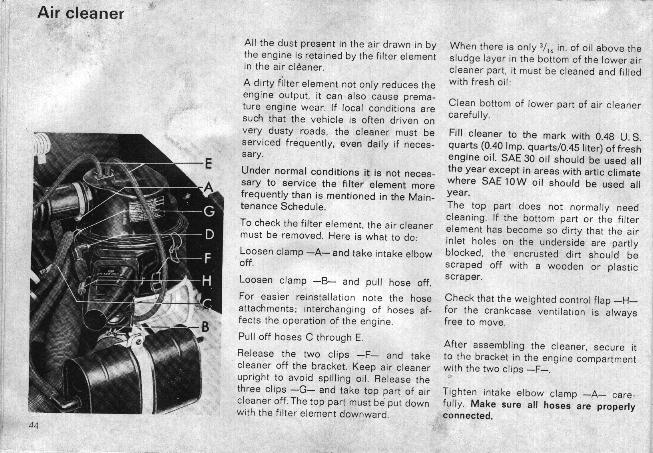 Air cleaner
All the dust present in the air drawn in by
the engine is retained by the filter element
in the air cléaner.
A dirty filter element not only reduces the
engine output, it can also cause prema-
ture engine wear. If local conditions are
such that the vehicle is often driven on
very dusty roads, the cleaner must be
serviced frequently, even daily if neces-
sary.
Under normal conditions it is not neces-
sary to service the filter element more
frequently than is mentioned in the Main-
tenance Schedule.
To check the filter element, the air cleaner
must be removed. Here is what to do:
Loosen clamp —A— and take intake elbow
off.
Loosen clamp —B— and pull hose off.
For easier reinstallation note the hose
attachments; interchanging of hoses af-
fects the operation of the engine.
Pull off hoses C through E.
Release the two clips —F— and take
cleaner off the bracket. Keep air cleaner
upright to avoid spilling oil. Release the
three clips —G— and take top part of air
cleaner off. The top part must be put down
with the filter element downward.
When there is only 3/16 in. of oil above the
sludge layer in the bottom of the lower air
cleaner part, it must be cleaned and filled
with fresh oil:
Clean bottom of lower part of air cleaner
carefully.
Fill cleaner to the mark with 0.48 U.S.
quarts (0.40 Imp. quarts/0.45 liter) of fresh
engine oil. SAE 30 oil should be used all
the year except in areas with artic climate
where SAE 10W oil should be used all
year.
The top part does not normally need
cleaning. If the bottom part or the filter
element has become so dirty that the air
inlet holes on the underside are partly
blocked, the encrusted dirt should be
scraped off with a wooden or plastic
scraper.
Check that the weighted control flap —H—
for the crankcase ventilation is always
free to move.
After assembling the cleaner, secure it
to the bracket in the engine compartment
with the two clips —F—.
Tighten intake elbow clamp —A— care-
fully. Make sure all hoses are properly
connected.
E
A
G
D
F
H
C
B
44